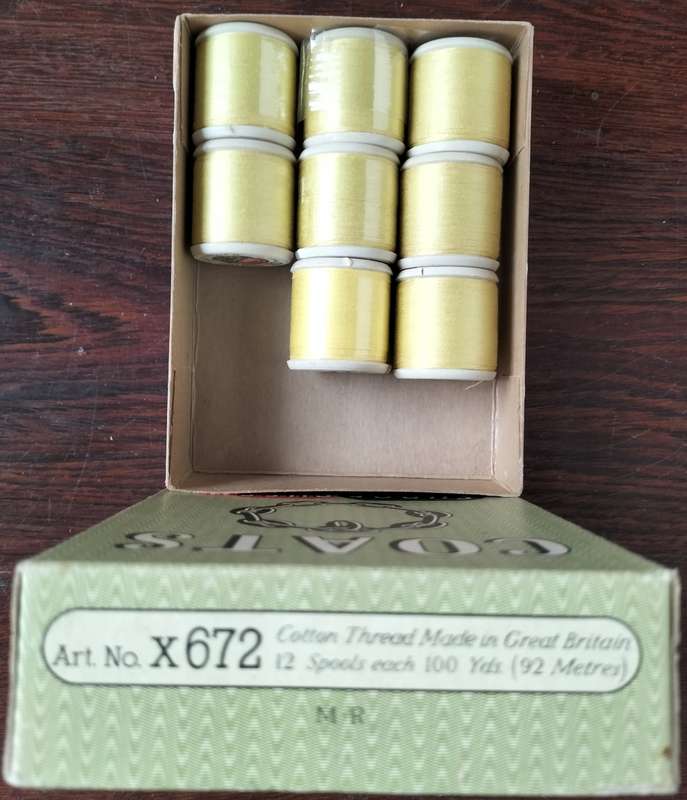 COATS
Art. No. X672
Cotton Thread Made in Great Britain
12 Spools each 100 Yds. (92 Metres)
M R